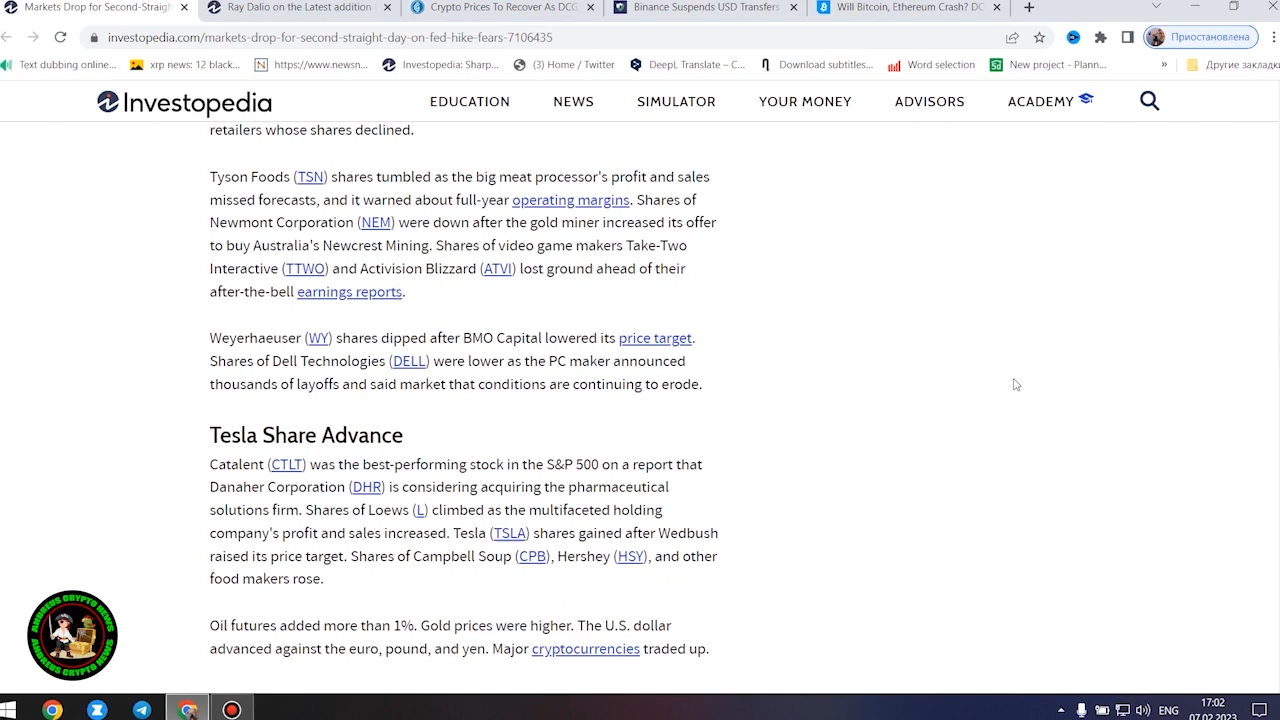 Markets Drop for Second-Straigh
Ray Dalio on the Latest addition
Crypto Prices To Recover As DCG
Binance Suspends USD Transfers
Will Bitcoin, Ethereum Crash? DC
investopedia.com/markets-drop-for-second-straight-day-on-fed-hike-fears-7106435
Приостановлена
Text dubbing online...
xrp news: 12 black...
https://www.newsn...
Investopedia: Sharp...
(3) Home / Twitter
DeepL Translate – C...
Download subtitles...
Word selection
New project - Plann...
»
Другие закладки
Investopedia
EDUCATION
NEWS
SIMULATOR
YOUR MONEY
ADVISORS
ACADEMY
retailers whose shares declined.
Tyson Foods (TSN) shares tumbled as the big meat processor's profit and sales
missed forecasts, and it warned about full-year operating margins. Shares of
Newmont Corporation (NEM) were down after the gold miner increased its offer
to buy Australia's Newcrest Mining. Shares of video game makers Take-Two
Interactive (TTWO) and Activision Blizzard (ATVI) lost ground ahead of their
after-the-bell earnings reports.
Weyerhaeuser (WY) shares dipped after BMO Capital lowered its price target.
Shares of Dell Technologies (DELL) were lower as the PC maker announced
thousands of layoffs and said market that conditions are continuing to erode.
Tesla Share Advance
Catalent (CTLT) was the best-performing stock in the S&P 500 on a report that
Danaher Corporation (DHR) is considering acquiring the pharmaceutical
solutions firm. Shares of Loews (L) climbed as the multifaceted holding
company's profit and sales increased. Tesla (TSLA) shares gained after Wedbush
raised its price target. Shares of Campbell Soup (CPB), Hershey (HSY), and other
food makers rose.
Oil futures added more than 1%. Gold prices were higher. The U.S. dollar
advanced against the euro, pound, and yen. Major cryptocurrencies traded up.
ANDREUS CRYPTO NEWS
ANDREUS CRYPTO NEWS
ENG
17:02
07.02.2023